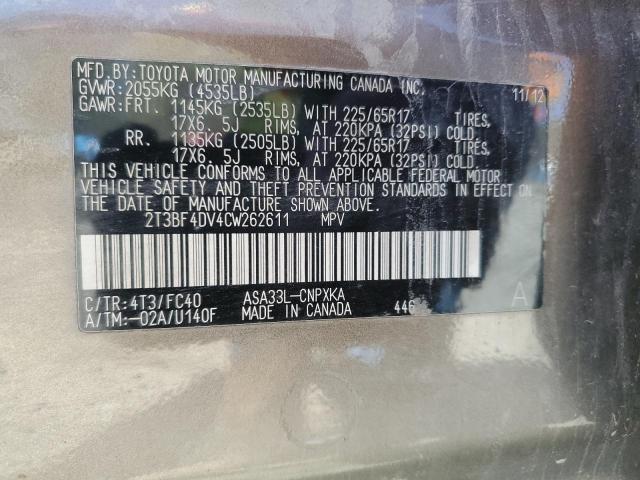 MFD. BY: TOYOTA MOTOR MANUFACTURING CANADA INC.
GVWR: 2055KG (4535LB) 11/12
GAWR: FRT. 1145KG (2535LB) WITH 225/65R17 TIRES,
17X6. 5J RIMS, AT 220KPA (32PSI) COLD
RR. 1135KG (2505LB) WITH 225/65R17 TIRES,
17X6. 5J RIMS, AT 220KPA (32PSI) COLD
THIS VEHICLE CONFORMS TO ALL APPLICABLE FEDERAL MOTOR
VEHICLE SAFETY AND THEFT PREVENTION STANDARDS IN EFFECT ON
THE DATE OF MANUFACTURE SHOWN ABOVE.
2T3BF4DV4CW262611 MPV
C/TR: 4T3/FC40 ASA33L-CNPXKA A
A/TM: -02A/U140F MADE IN CANADA 446